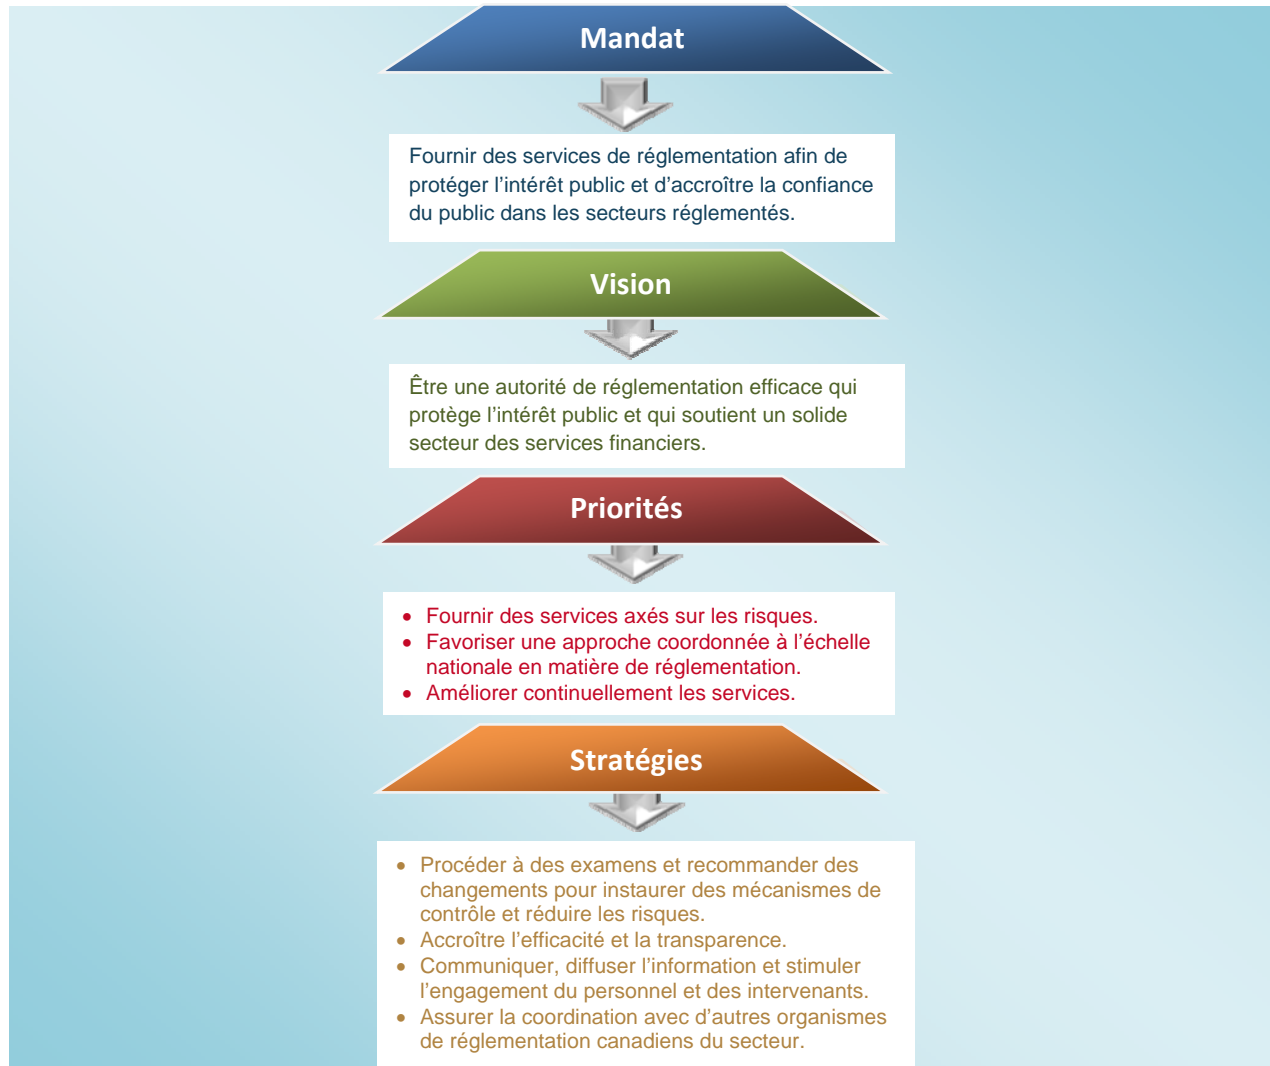 Mandat
Fournir des services de réglementation afin de
protéger l’intérêt public et d’accroître la confiance
du public dans les secteurs réglementés.
Vision
Être une autorité de réglementation efficace qui
protège l’intérêt public et qui soutient un solide
secteur des services financiers.
Priorités
• Fournir des services axés sur les risques.
• Favoriser une approche coordonnée à l’échelle
nationale en matière de réglementation.
• Améliorer continuellement les services.
Stratégies
• Procéder à des examens et recommander des
changements pour instaurer des mécanismes de
contrôle et réduire les risques.
• Accroître l’efficacité et la transparence.
• Communiquer, diffuser l’information et stimuler
l’engagement du personnel et des intervenants.
• Assurer la coordination avec d’autres organismes
de réglementation canadiens du secteur.